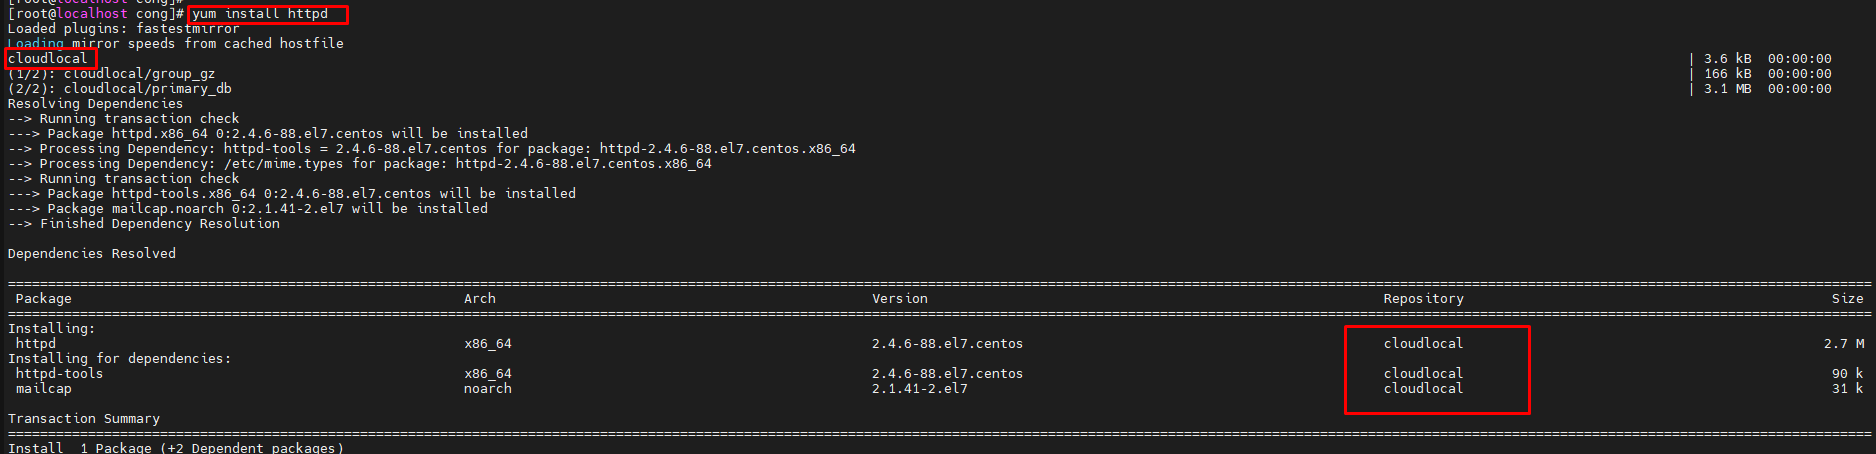 [root@localhost cong]#
[root@localhost cong]# yum install httpd
Loaded plugins: fastestmirror
Loading mirror speeds from cached hostfile
cloudlocal | 3.6 kB 00:00:00
(1/2): cloudlocal/group_gz | 166 kB 00:00:00
(2/2): cloudlocal/primary_db | 3.1 MB 00:00:00
Resolving Dependencies
--> Running transaction check
---> Package httpd.x86_64 0:2.4.6-88.el7.centos will be installed
--> Processing Dependency: httpd-tools = 2.4.6-88.el7.centos for package: httpd-2.4.6-88.el7.centos.x86_64
--> Processing Dependency: /etc/mime.types for package: httpd-2.4.6-88.el7.centos.x86_64
--> Running transaction check
---> Package httpd-tools.x86_64 0:2.4.6-88.el7.centos will be installed
---> Package mailcap.noarch 0:2.1.41-2.el7 will be installed
--> Finished Dependency Resolution
Dependencies Resolved
Package Arch Version Repository Size
Installing:
httpd x86_64 2.4.6-88.el7.centos cloudlocal 2.7 M
Installing for dependencies:
httpd-tools x86_64 2.4.6-88.el7.centos cloudlocal 90 k
mailcap noarch 2.1.41-2.el7 cloudlocal 31 k
Transaction Summary
Install 1 Package (+2 Dependent packages)